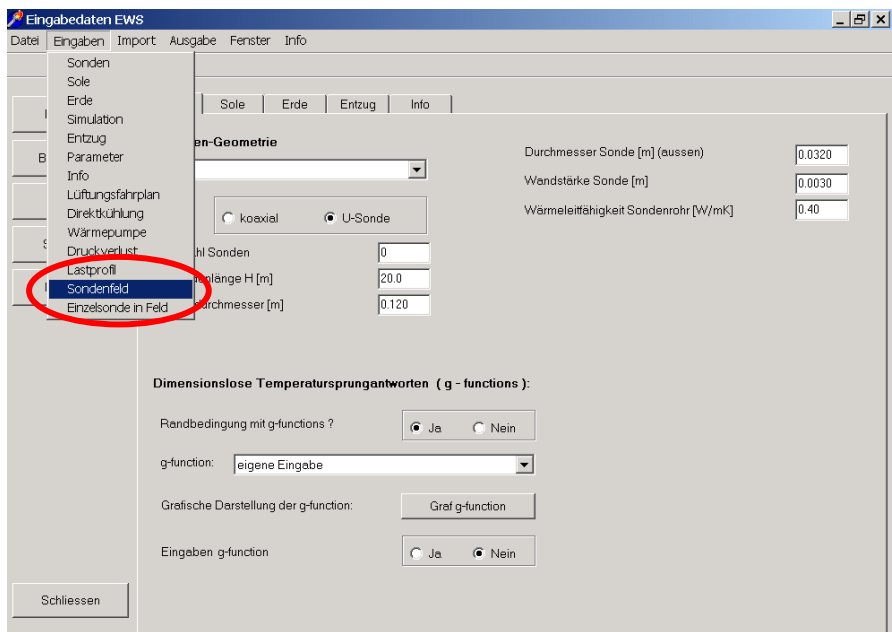 Eingabedaten EWS
Datei Eingaben Import Ausgabe Fenster Info
Sonden
Sole
Erde
Simulation
Entzug
Parameter
Info
Lüftungsfahrplan
Direktkühlung
Wärmepumpe
Druckverlust
Lastprofil
Sondenfeld
Einzelsonde in Feld
Sole Erde Entzug Info
en-Geometrie
koaxial U-Sonde
hl Sonden 0
nlänge H [m] 20.0
durchmesser [m] 0.120
Durchmesser Sonde [m] (aussen) 0.0320
Wandstärke Sonde [m] 0.0030
Wärmeleitfähigkeit Sondenrohr [W/mK] 0.40
Dimensionslose Temperatursprungantworten ( g - functions ):
Randbedingung mit g-functions ? Ja Nein
g-function: eigene Eingabe
Grafische Darstellung der g-function: Graf g-function
Eingaben g-function Ja Nein
Schliessen